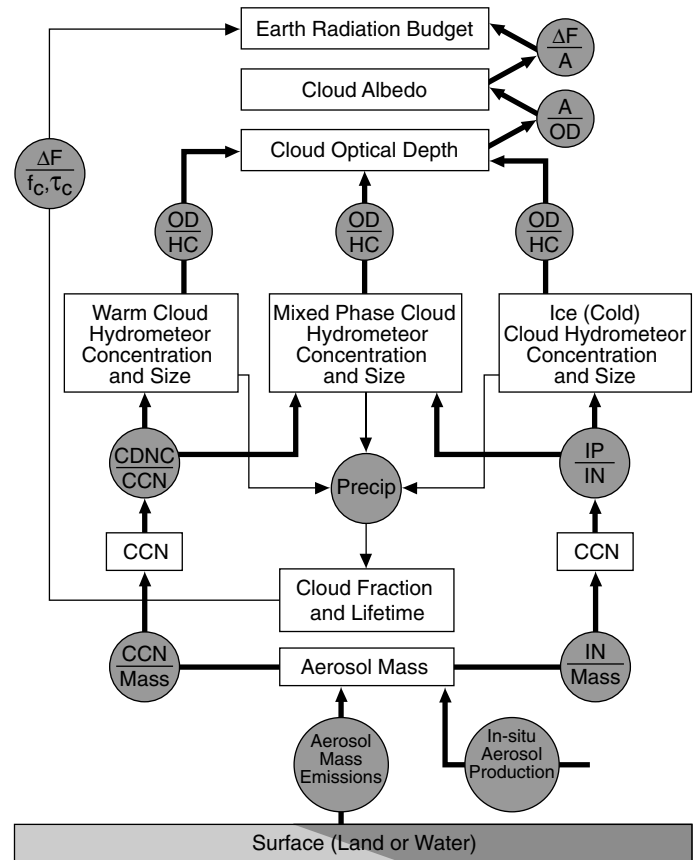 Earth Radiation Budget
ΔF
A
Cloud Albedo
A
OD
Cloud Optical Depth
ΔF
fc,τc
OD
HC
OD
HC
OD
HC
Warm Cloud
Hydrometeor
Concentration
and Size
Mixed Phase Cloud
Hydrometeor
Concentration
and Size
Ice (Cold)
Cloud Hydrometeor
Concentration
and Size
CDNC
CCN
Precip
IP
IN
CCN
CCN
Cloud Fraction
and Lifetime
CCN
Mass
Aerosol Mass
IN
Mass
Aerosol
Mass
Emissions
In-situ
Aerosol
Production
Surface (Land or Water)